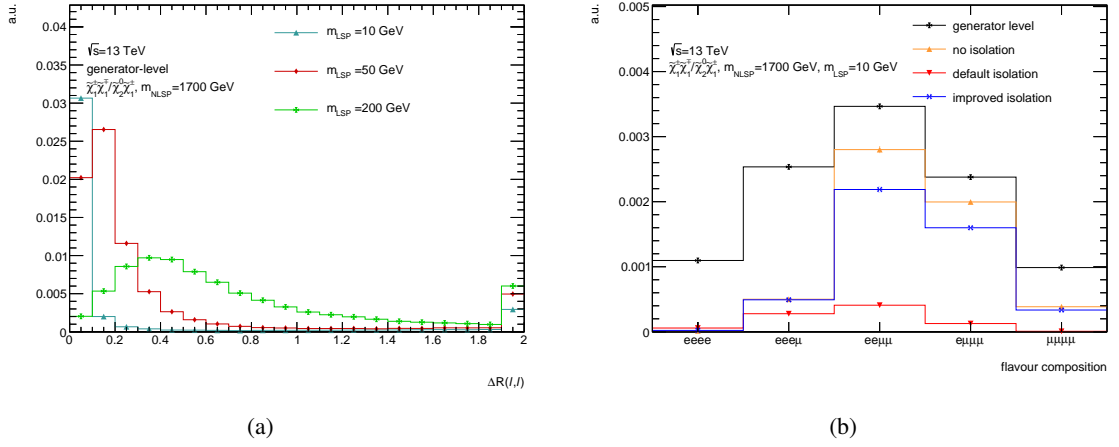 a.u.
0.04
0.035
0.03
0.025
0.02
0.015
0.01
0.005
0
√s=13 TeV
generator-level
χ̃₁±χ̃₁∓/χ̃₂⁰χ̃₁±, m_NLSP=1700 GeV
m_LSP =10 GeV
m_LSP =50 GeV
m_LSP =200 GeV
0 0.2 0.4 0.6 0.8 1 1.2 1.4 1.6 1.8 2
ΔR(l,l)
(a)
a.u.
0.005
0.004
0.003
0.002
0.001
0
√s=13 TeV
χ̃₁±χ̃₁∓/χ̃₂⁰χ̃₁±, m_NLSP=1700 GeV, m_LSP=10 GeV
generator level
no isolation
default isolation
improved isolation
eeee eeeμ eeμμ eμμμ μμμμ
flavour composition
(b)